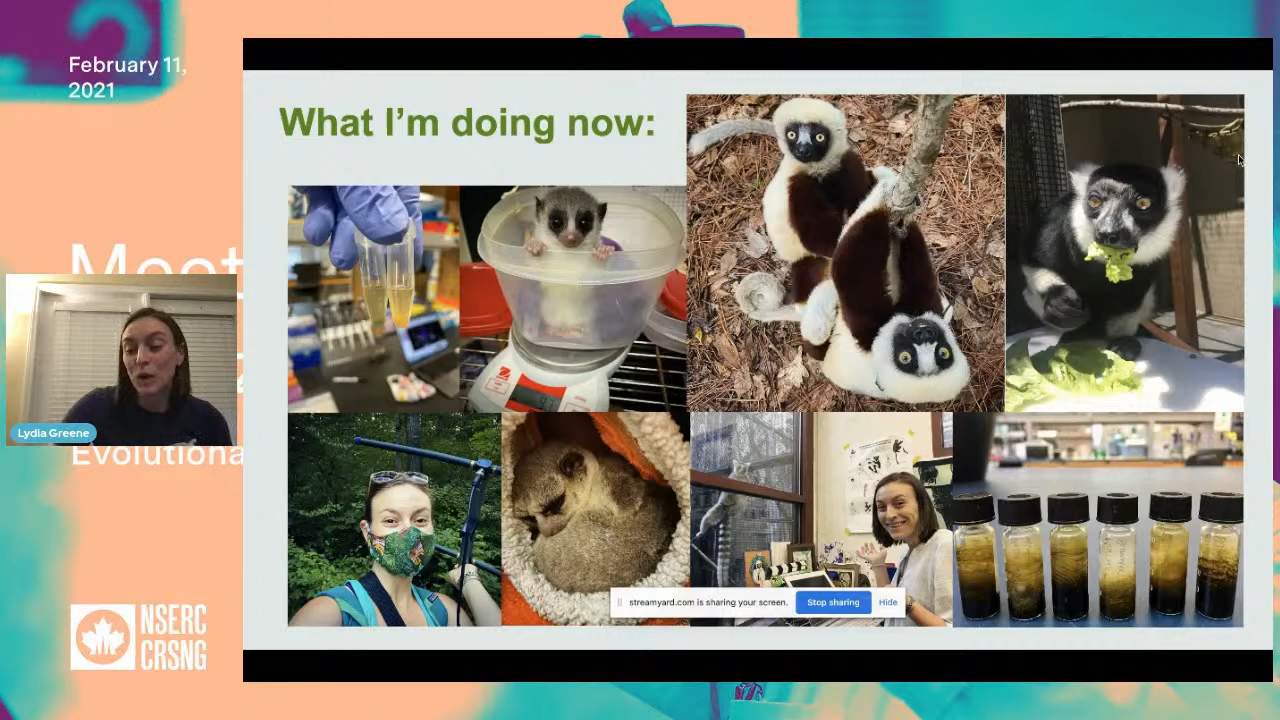 February 11,
2021
What I'm doing now:
Meet
Lydia Greene
Evolutiona
streamyard.com is sharing your screen.
Stop sharing
Hide
NSERC
CRSNG